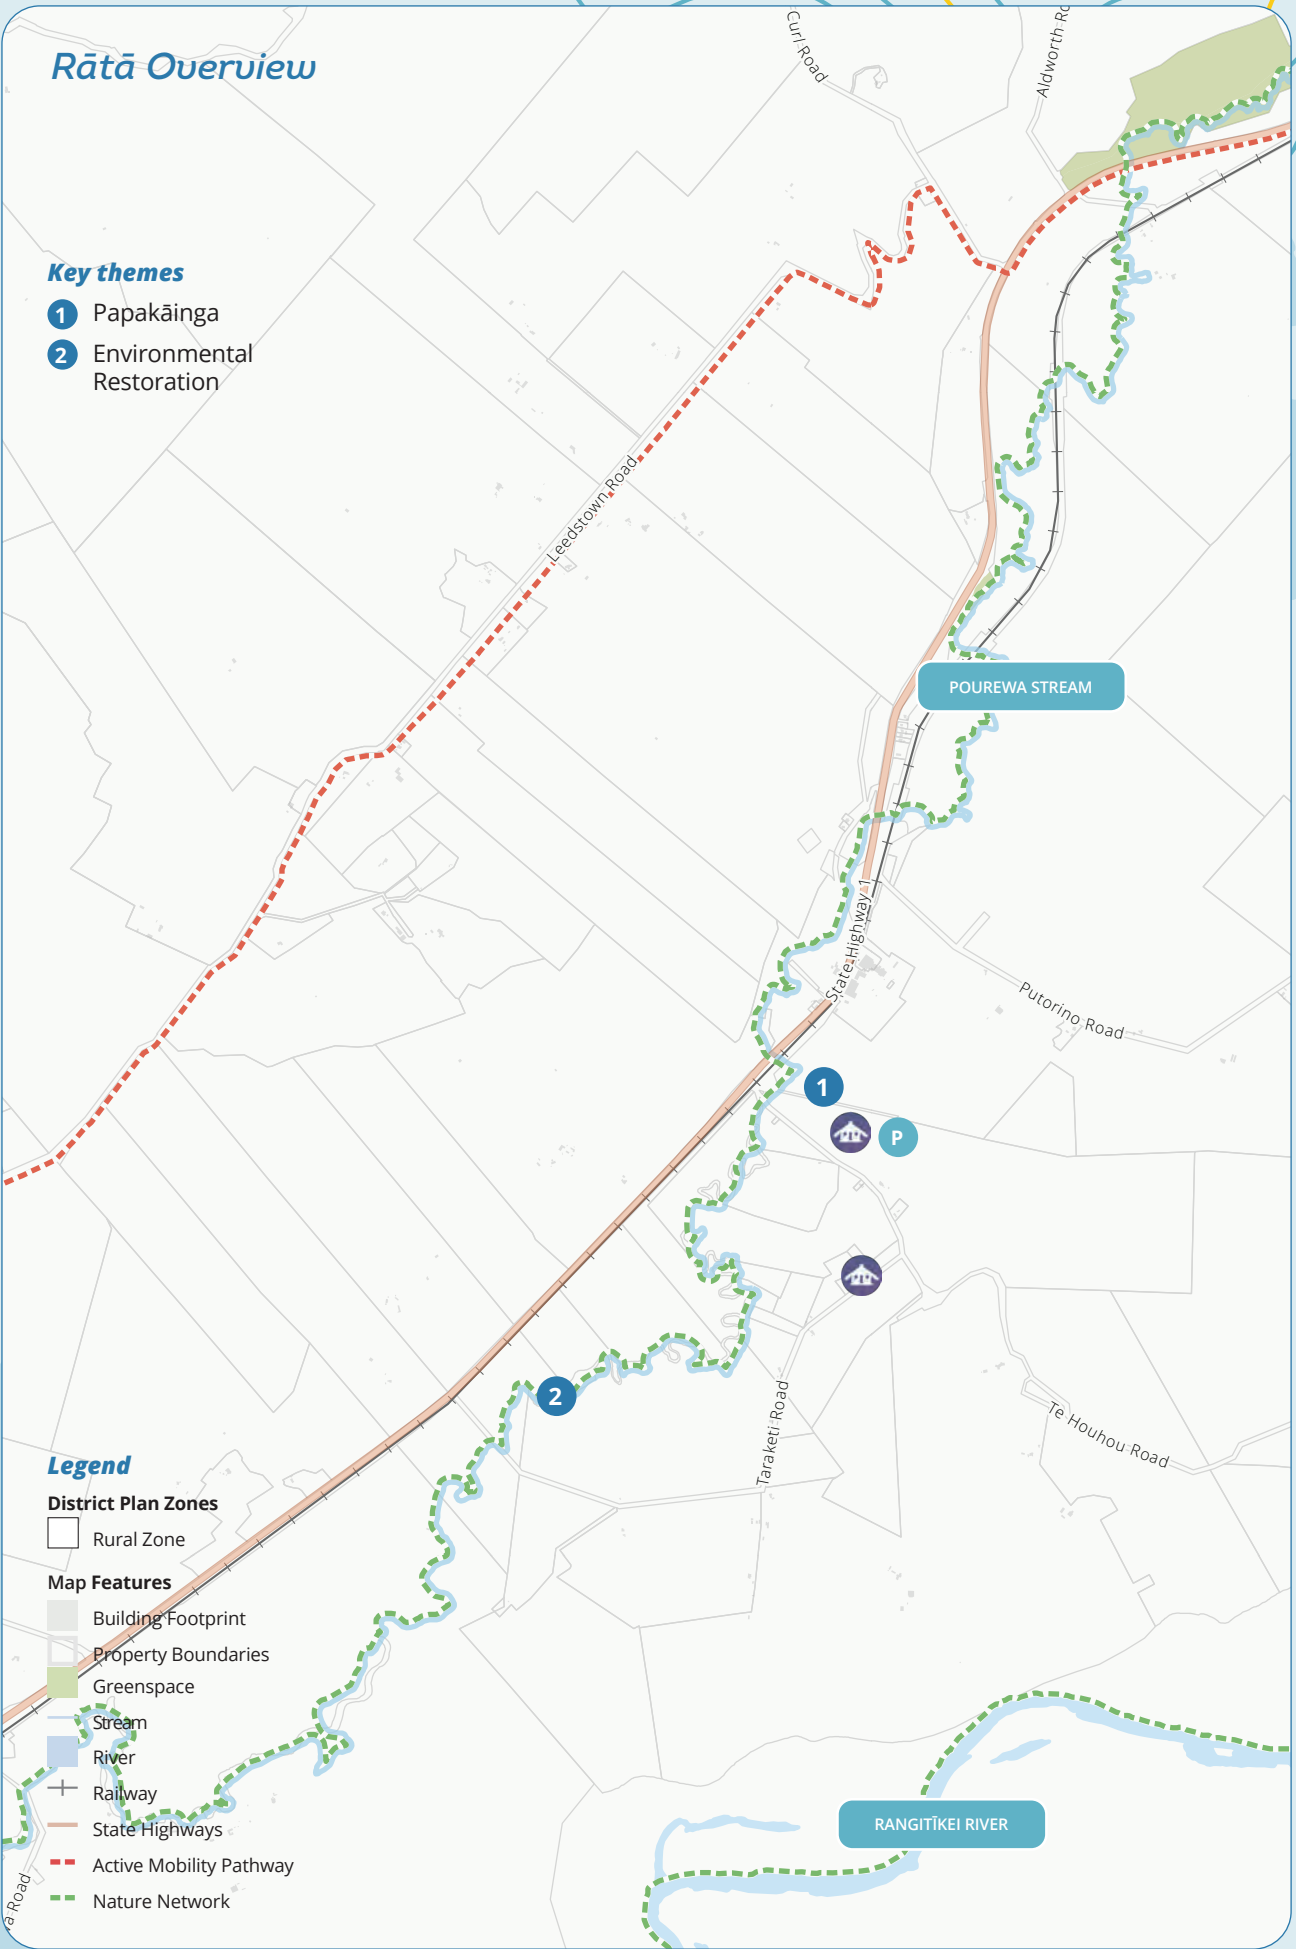 Rātā Overview
Curl Road
Key themes
1 Papakāinga
2 Environmental
Restoration
Leedstown Road
POUREWA STREAM
State Highway 1
Putorino Road
1
P
2
Taraketi Road
Te Houhou Road
Legend
District Plan Zones
Rural Zone
Map Features
Building Footprint
Property Boundaries
Greenspace
Stream
River
Railway
State Highways
Active Mobility Pathway
Nature Network
RANGITĪKEI RIVER
a Road